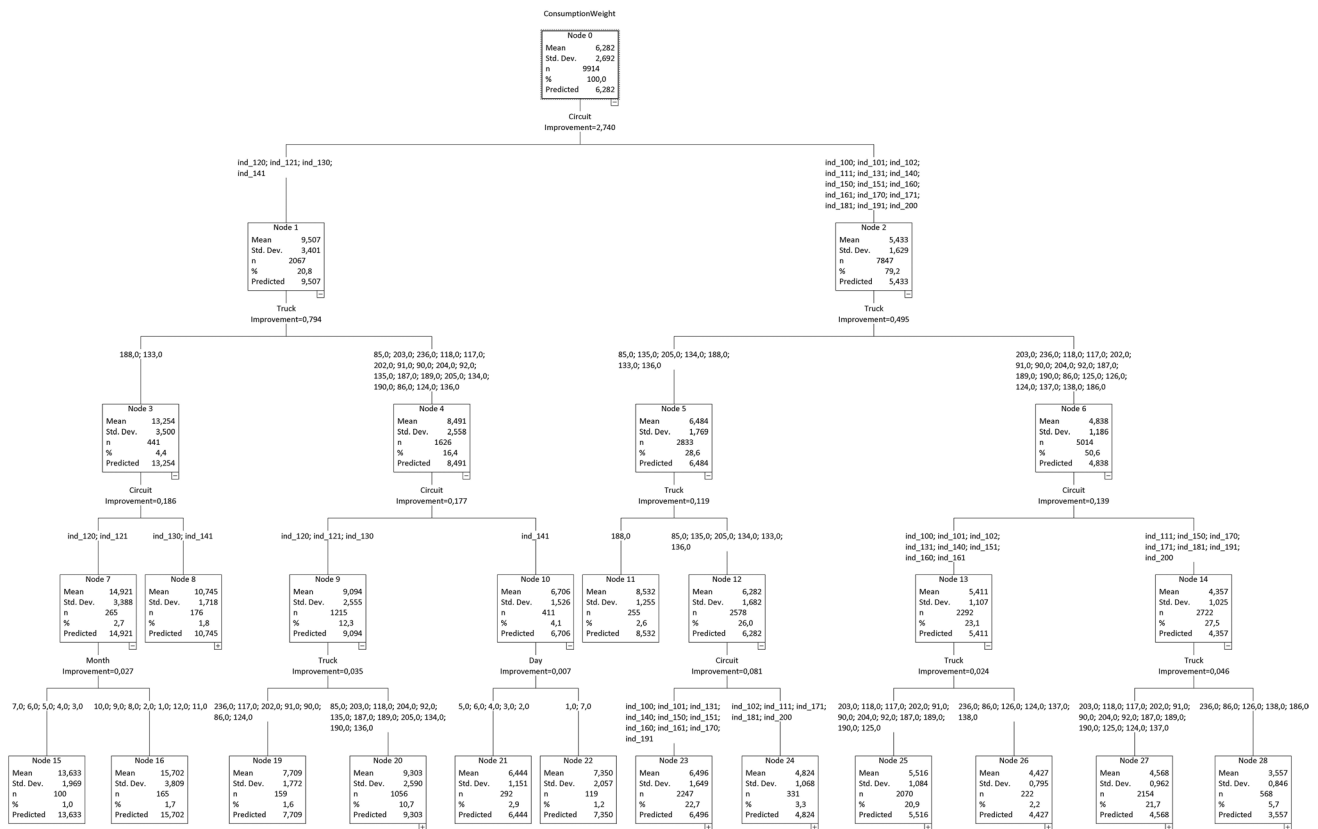 ConsumptionWeight
Node 0
Mean 6,282
Std. Dev. 2,692
n 9914
% 100,0
Predicted 6,282
Circuit
Improvement=2,740
ind_120; ind_121; ind_130;
ind_141
ind_100; ind_101; ind_102;
ind_111; ind_131; ind_140;
ind_150; ind_151; ind_160;
ind_161; ind_170; ind_171;
ind_181; ind_191; ind_200
Node 1
Mean 9,507
Std. Dev. 3,401
n 2067
% 20,8
Predicted 9,507
Truck
Improvement=0,794
Node 2
Mean 5,433
Std. Dev. 1,629
n 7847
% 79,2
Predicted 5,433
Truck
Improvement=0,495
188,0; 133,0
85,0; 203,0; 236,0; 118,0; 117,0;
202,0; 91,0; 90,0; 204,0; 92,0;
135,0; 187,0; 189,0; 205,0; 134,0;
190,0; 86,0; 124,0; 136,0
85,0; 135,0; 205,0; 134,0; 188,0;
133,0; 136,0
203,0; 236,0; 118,0; 117,0; 202,0;
91,0; 90,0; 204,0; 92,0; 187,0;
189,0; 190,0; 86,0; 125,0; 126,0;
124,0; 137,0; 138,0; 186,0
Node 3
Mean 13,254
Std. Dev. 3,500
n 441
% 4,4
Predicted 13,254
Circuit
Improvement=0,186
Node 4
Mean 8,491
Std. Dev. 2,558
n 1626
% 16,4
Predicted 8,491
Circuit
Improvement=0,177
Node 5
Mean 6,484
Std. Dev. 1,769
n 2833
% 28,6
Predicted 6,484
Truck
Improvement=0,119
Node 6
Mean 4,838
Std. Dev. 1,186
n 5014
% 50,6
Predicted 4,838
Circuit
Improvement=0,139
ind_120; ind_121
ind_130; ind_141
ind_120; ind_121; ind_130
ind_141
188,0
85,0; 135,0; 205,0; 134,0; 133,0;
136,0
ind_100; ind_101; ind_102;
ind_131; ind_140; ind_151;
ind_160; ind_161
ind_111; ind_150; ind_170;
ind_171; ind_181; ind_191;
ind_200
Node 7
Mean 14,921
Std. Dev. 3,388
n 265
% 2,7
Predicted 14,921
Month
Improvement=0,027
Node 8
Mean 10,745
Std. Dev. 1,718
n 176
% 1,8
Predicted 10,745
Node 9
Mean 9,094
Std. Dev. 2,555
n 1215
% 12,3
Predicted 9,094
Truck
Improvement=0,035
Node 10
Mean 6,706
Std. Dev. 1,526
n 411
% 4,1
Predicted 6,706
Day
Improvement=0,007
Node 11
Mean 8,532
Std. Dev. 1,255
n 255
% 2,6
Predicted 8,532
Node 12
Mean 6,282
Std. Dev. 1,682
n 2578
% 26,0
Predicted 6,282
Circuit
Improvement=0,081
Node 13
Mean 5,411
Std. Dev. 1,107
n 2292
% 23,1
Predicted 5,411
Truck
Improvement=0,024
Node 14
Mean 4,357
Std. Dev. 1,025
n 2722
% 27,5
Predicted 4,357
Truck
Improvement=0,046
7,0; 6,0; 5,0; 4,0; 3,0
10,0; 9,0; 8,0; 2,0; 1,0; 12,0; 11,0
236,0; 117,0; 202,0; 91,0; 90,0;
86,0; 124,0
85,0; 203,0; 118,0; 204,0; 92,0;
135,0; 187,0; 189,0; 205,0; 134,0;
190,0; 136,0
5,0; 6,0; 4,0; 3,0; 2,0
1,0; 7,0
ind_100; ind_101; ind_131;
ind_140; ind_150; ind_151;
ind_160; ind_161; ind_170;
ind_191
ind_102; ind_111; ind_171;
ind_181; ind_200
203,0; 118,0; 117,0; 202,0; 91,0;
90,0; 204,0; 92,0; 187,0; 189,0;
190,0; 125,0
236,0; 86,0; 126,0; 124,0; 137,0;
138,0
203,0; 118,0; 117,0; 202,0; 91,0;
90,0; 204,0; 92,0; 187,0; 189,0;
190,0; 125,0; 124,0; 137,0
236,0; 86,0; 126,0; 138,0; 186,0
Node 15
Mean 13,633
Std. Dev. 1,969
n 100
% 1,0
Predicted 13,633
Node 16
Mean 15,702
Std. Dev. 3,809
n 165
% 1,7
Predicted 15,702
Node 19
Mean 7,709
Std. Dev. 1,772
n 159
% 1,6
Predicted 7,709
Node 20
Mean 9,303
Std. Dev. 2,590
n 1056
% 10,7
Predicted 9,303
Node 21
Mean 6,444
Std. Dev. 1,151
n 292
% 2,9
Predicted 6,444
Node 22
Mean 7,350
Std. Dev. 2,057
n 119
% 1,2
Predicted 7,350
Node 23
Mean 6,496
Std. Dev. 1,649
n 2247
% 22,7
Predicted 6,496
Node 24
Mean 4,824
Std. Dev. 1,068
n 331
% 3,3
Predicted 4,824
Node 25
Mean 5,516
Std. Dev. 1,084
n 2070
% 20,9
Predicted 5,516
Node 26
Mean 4,427
Std. Dev. 0,795
n 222
% 2,2
Predicted 4,427
Node 27
Mean 4,568
Std. Dev. 0,962
n 2154
% 21,7
Predicted 4,568
Node 28
Mean 3,557
Std. Dev. 0,846
n 568
% 5,7
Predicted 3,557